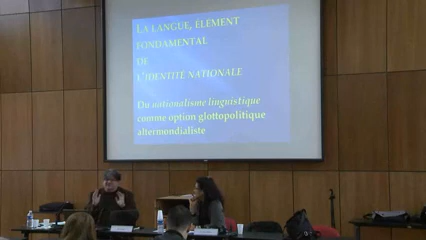 LA LANGUE, ÉLÉMENT
FONDAMENTAL
DE
L'IDENTITÉ NATIONALE
Du nationalisme linguistique
comme option glottopolitique
altermondialiste